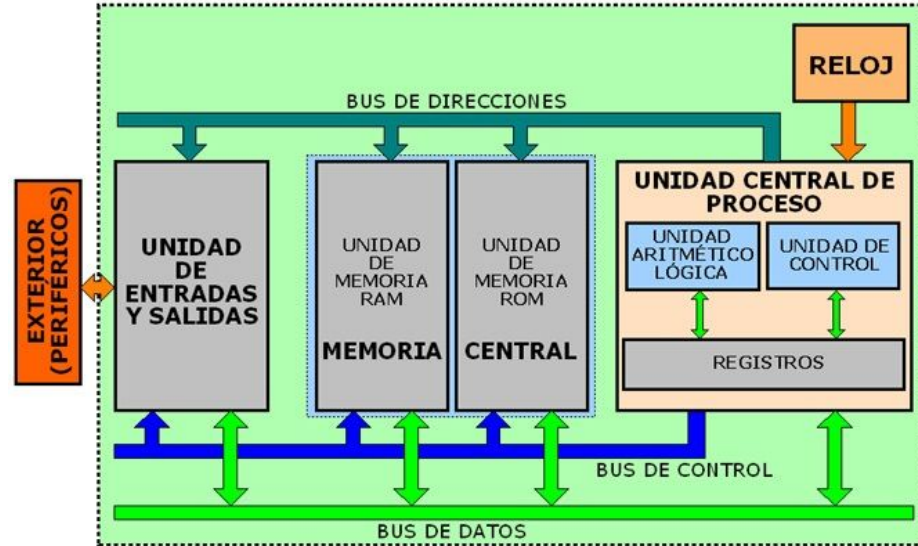 RELOJ
BUS DE DIRECCIONES
EXTERIOR
(PERIFÉRICOS)
UNIDAD
DE
ENTRADAS
Y SALIDAS
UNIDAD
DE
MEMORIA
RAM
MEMORIA
UNIDAD
DE
MEMORIA
ROM
CENTRAL
UNIDAD CENTRAL DE
PROCESO
UNIDAD
ARITMÉTICO
LÓGICA
UNIDAD DE
CONTROL
REGISTROS
BUS DE CONTROL
BUS DE DATOS